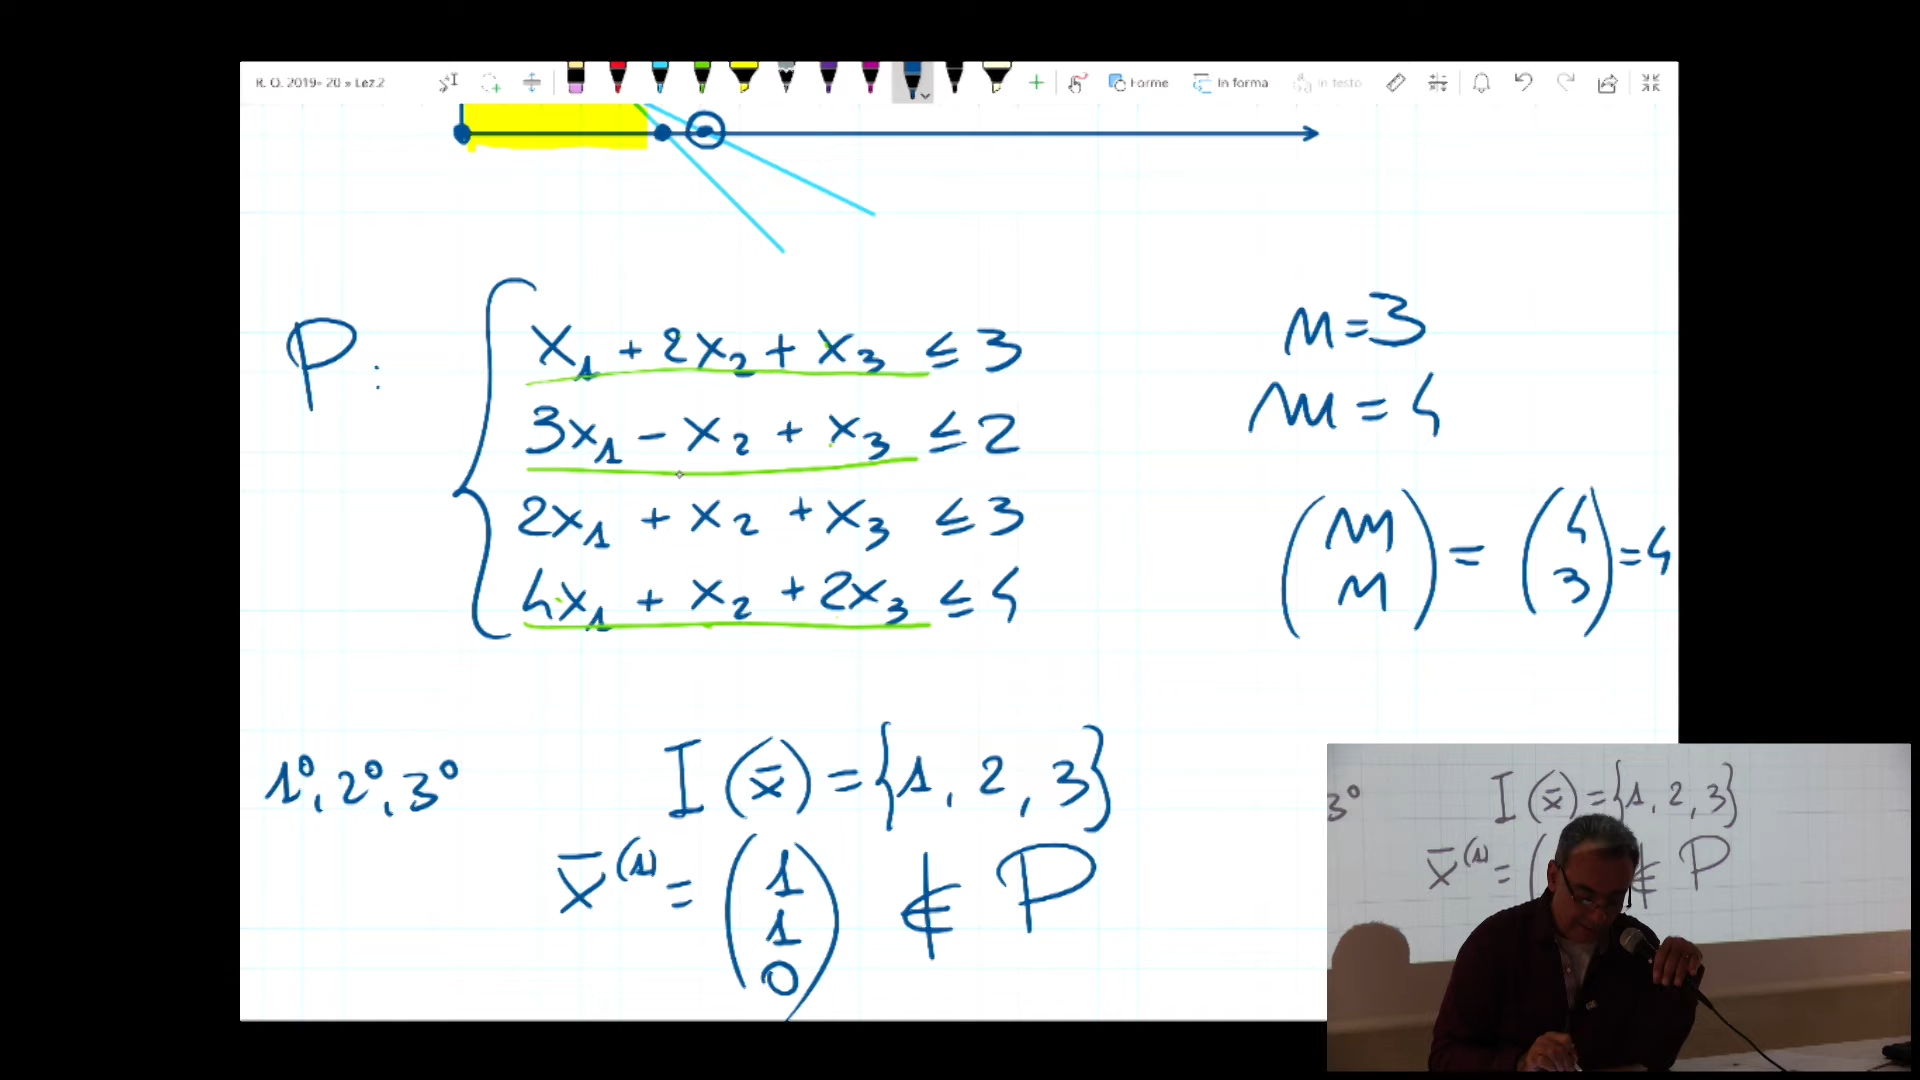 R. O. 2019-20 » Lez.2
Forme
In forma
In testo
P:
x₁ + 2x₂ + x₃ ≤ 3
3x₁ - x₂ + x₃ ≤ 2
2x₁ + x₂ + x₃ ≤ 3
4x₁ + x₂ + 2x₃ ≤ 4
n = 3
m = 4
(m n) = (4 3) = 4
1°, 2°, 3°
I(x̄) = {1, 2, 3}
x̄⁽¹⁾ = (1 1 0) ∉ P
3°
I(x̄) = {1, 2, 3}
x̄⁽¹⁾ = ( ∉ P